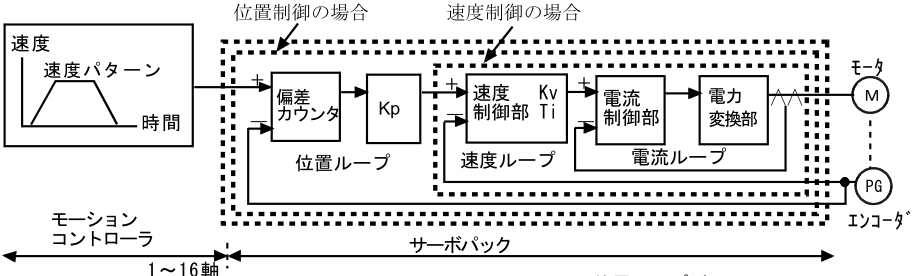 位置制御の場合
速度制御の場合
速度
速度パターン
時間
+
−
偏差
カウンタ
Kp
位置ループ
+
−
速度
制御部
Kv
Ti
速度ループ
+
−
電流
制御部
電流ループ
電力
変換部
モータ
M
PG
エンコーダ
モーション
コントローラ
サーボパック
1～16軸